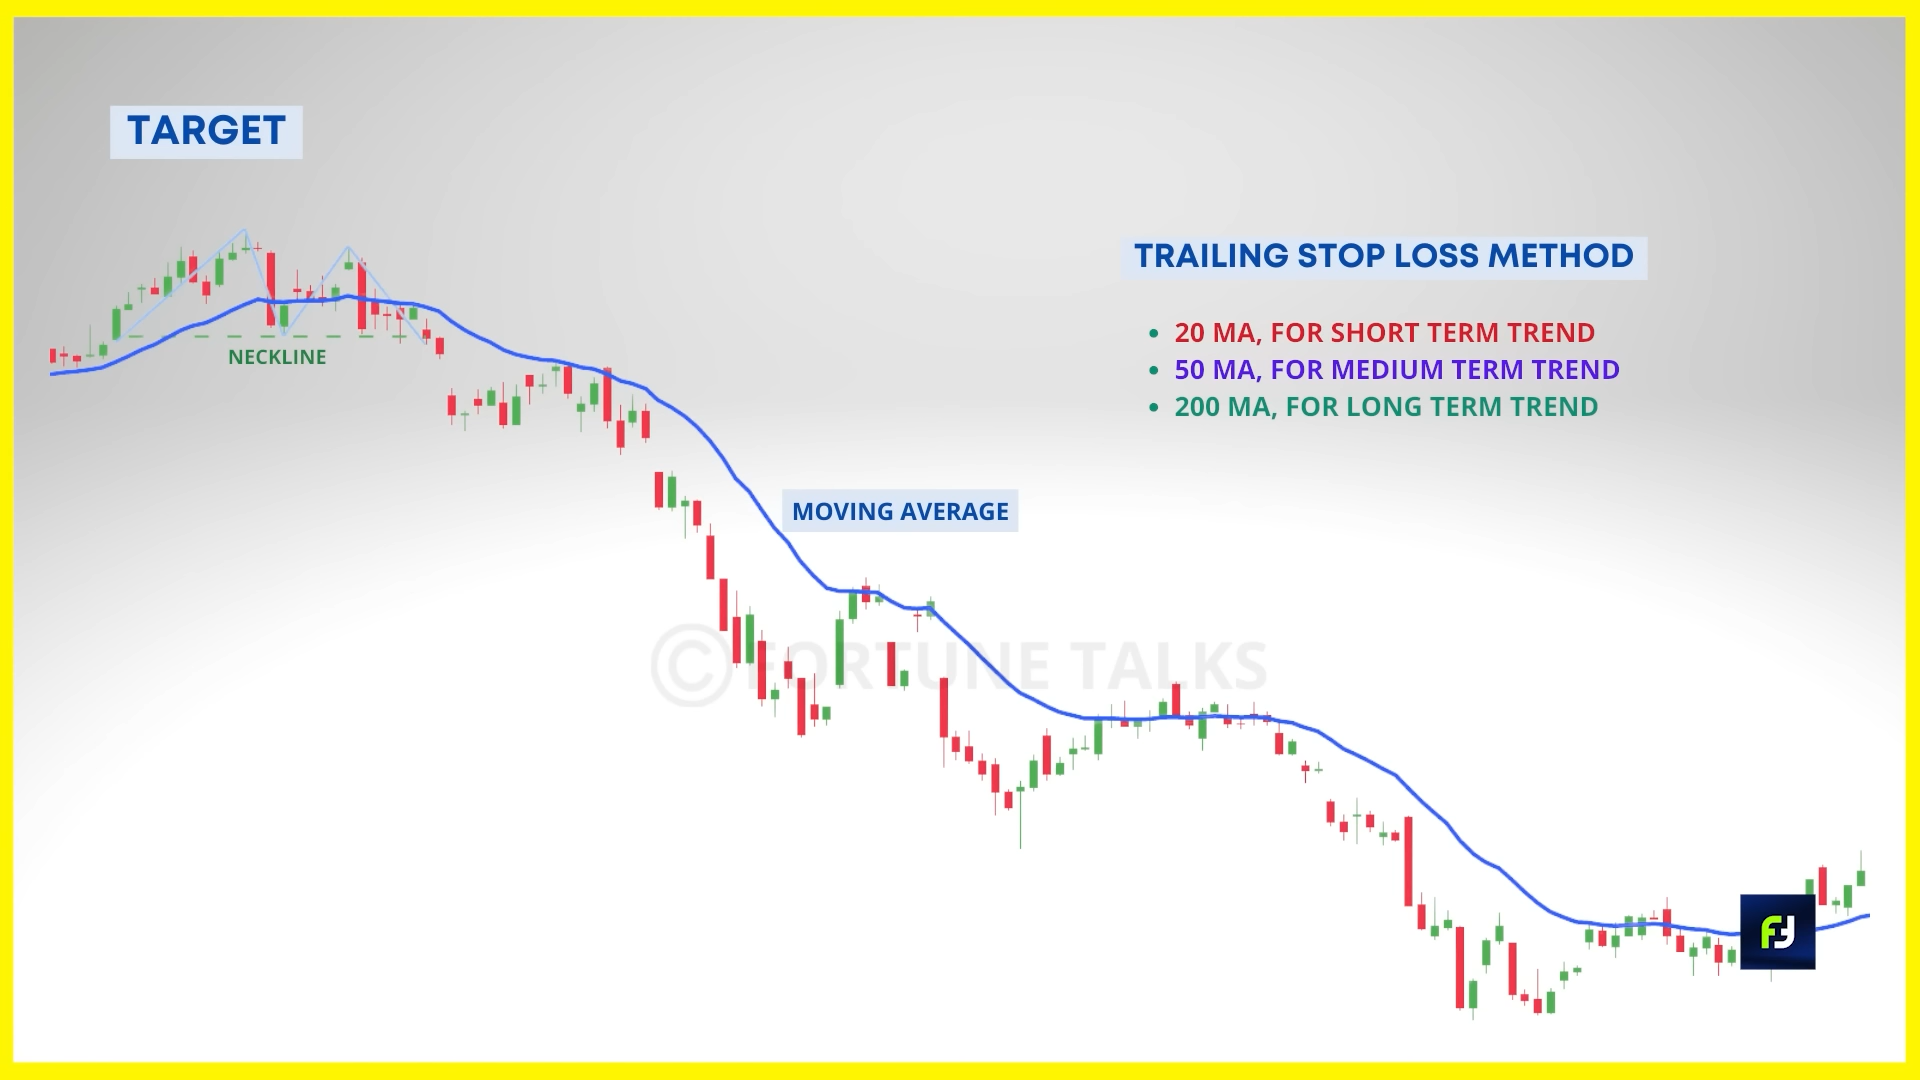 TARGET
TRAILING STOP LOSS METHOD
• 20 MA, FOR SHORT TERM TREND
• 50 MA, FOR MEDIUM TERM TREND
• 200 MA, FOR LONG TERM TREND
NECKLINE
MOVING AVERAGE
©FORTUNE TALKS